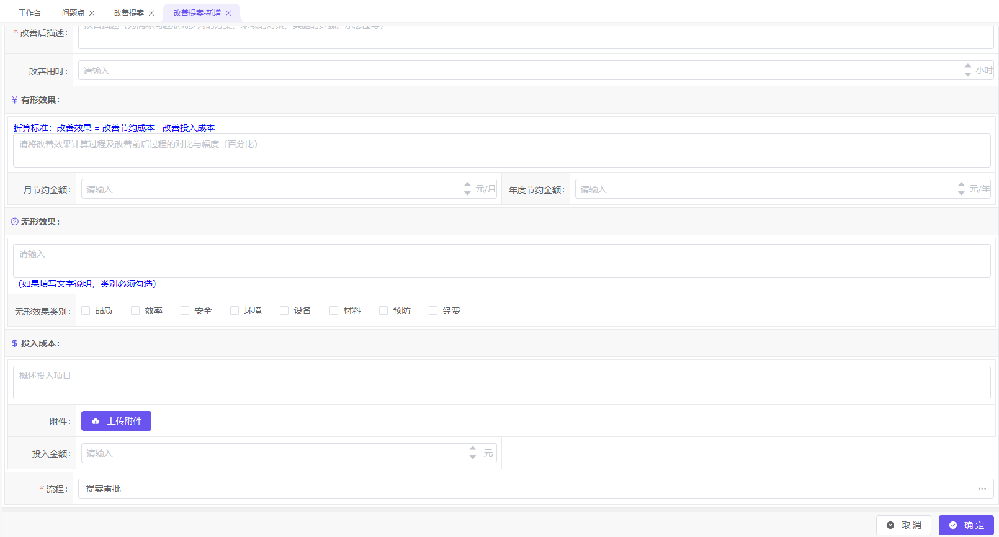 工作台 问题点 改善提案 改善提案-新增
* 改善后描述:
改善用时: 请输入 小时
¥ 有形效果:
折算标准：改善效果 = 改善节约成本 - 改善投入成本
请将改善效果计算过程及改善前后过程的对比与幅度（百分比）
月节约金额: 请输入 元/月 年度节约金额: 请输入 元/年
无形效果:
请输入
（如果填写文字说明，类别必须勾选）
无形效果类别: 品质 效率 安全 环境 设备 材料 预防 经费
$ 投入成本:
概述投入项目
附件: 上传附件
投入金额: 请输入 元
* 流程: 提案审批 ...
取 消 确 定